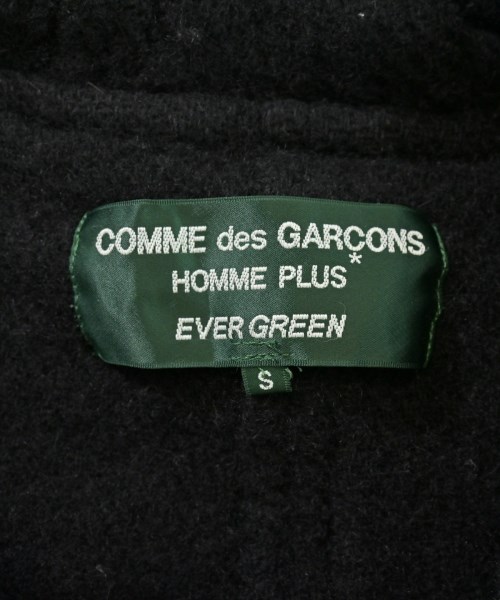 COMME des GARÇONS
HOMME PLUS*
EVER GREEN
S